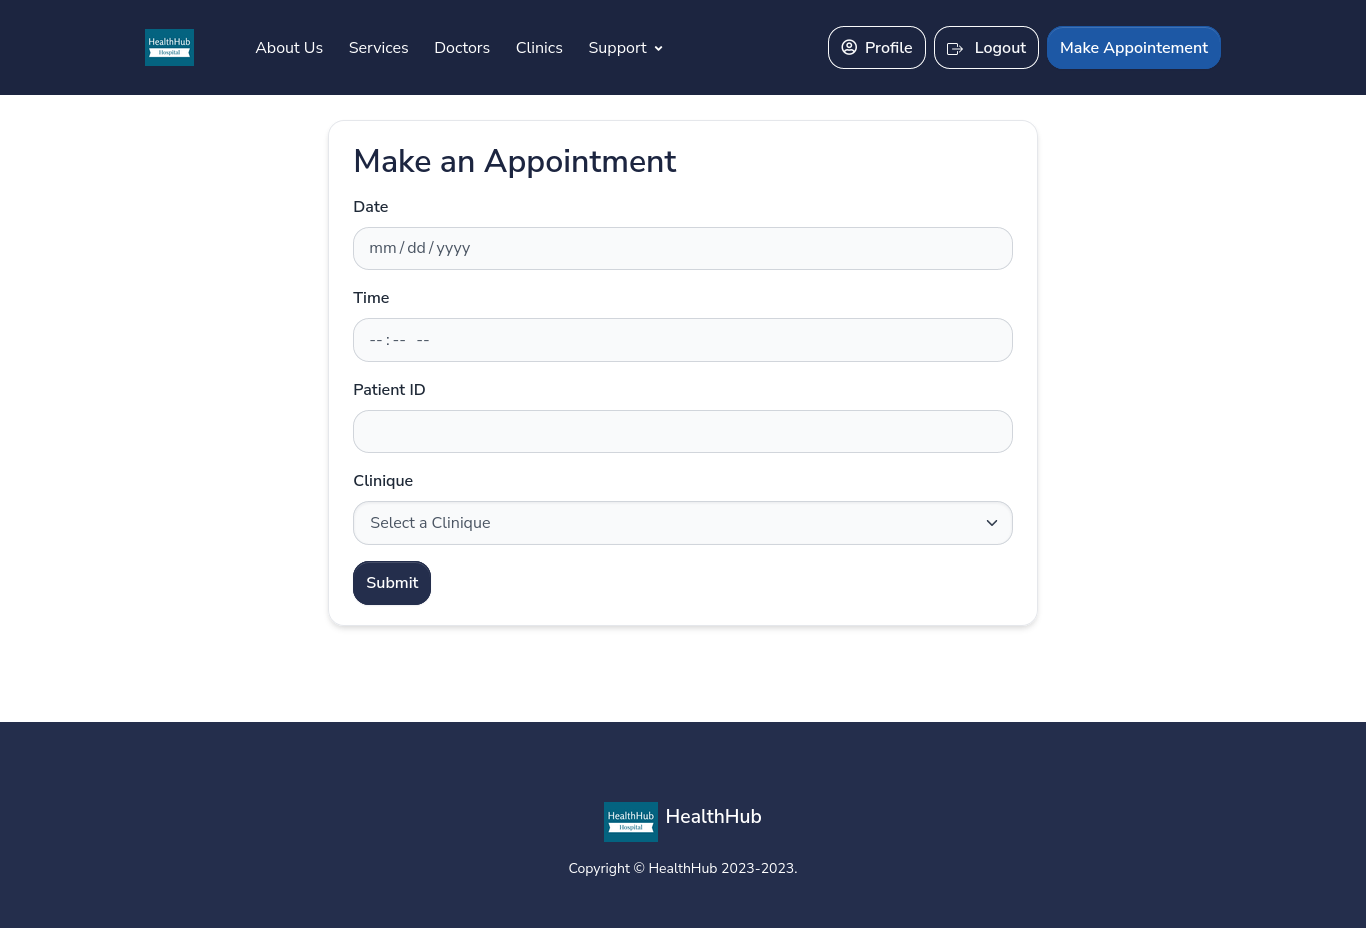 HealthHub
Hospital
About Us
Services
Doctors
Clinics
Support
Profile
Logout
Make Appointement
Make an Appointment
Date
mm/dd/yyyy
Time
--:-- --
Patient ID
Clinique
Select a Clinique
Submit
HealthHub
Hospital
HealthHub
Copyright © HealthHub 2023-2023.